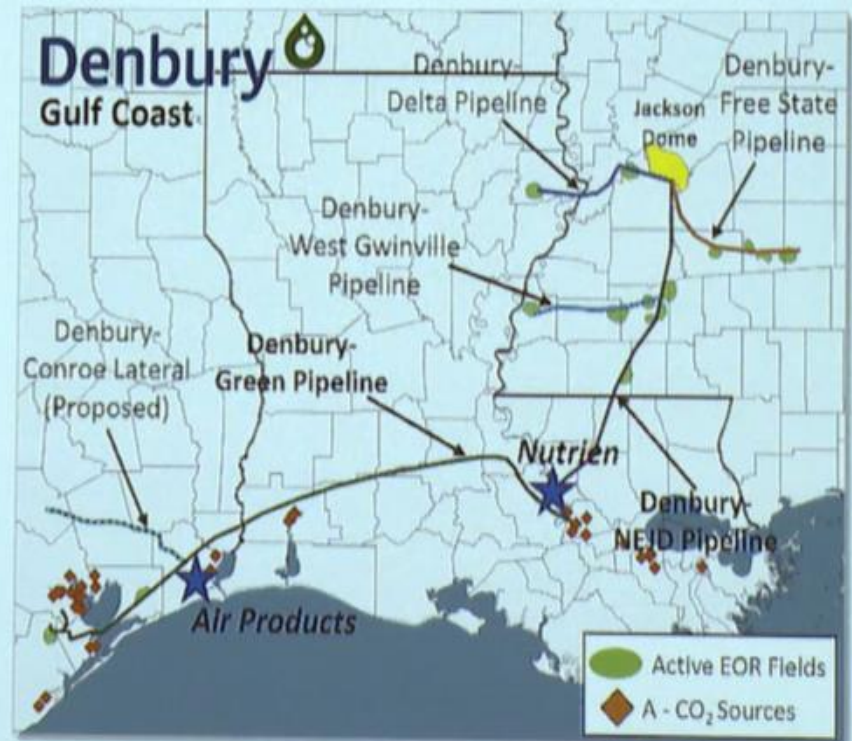 Denbury
Gulf Coast
Denbury-
Delta Pipeline
Jackson
Dome
Denbury-
Free State
Pipeline
Denbury-
West Gwinville
Pipeline
Denbury-
Conroe Lateral
(Proposed)
Denbury-
Green Pipeline
Nutrien
Denbury-
NEJD Pipeline
Air Products
Active EOR Fields
A - CO₂ Sources